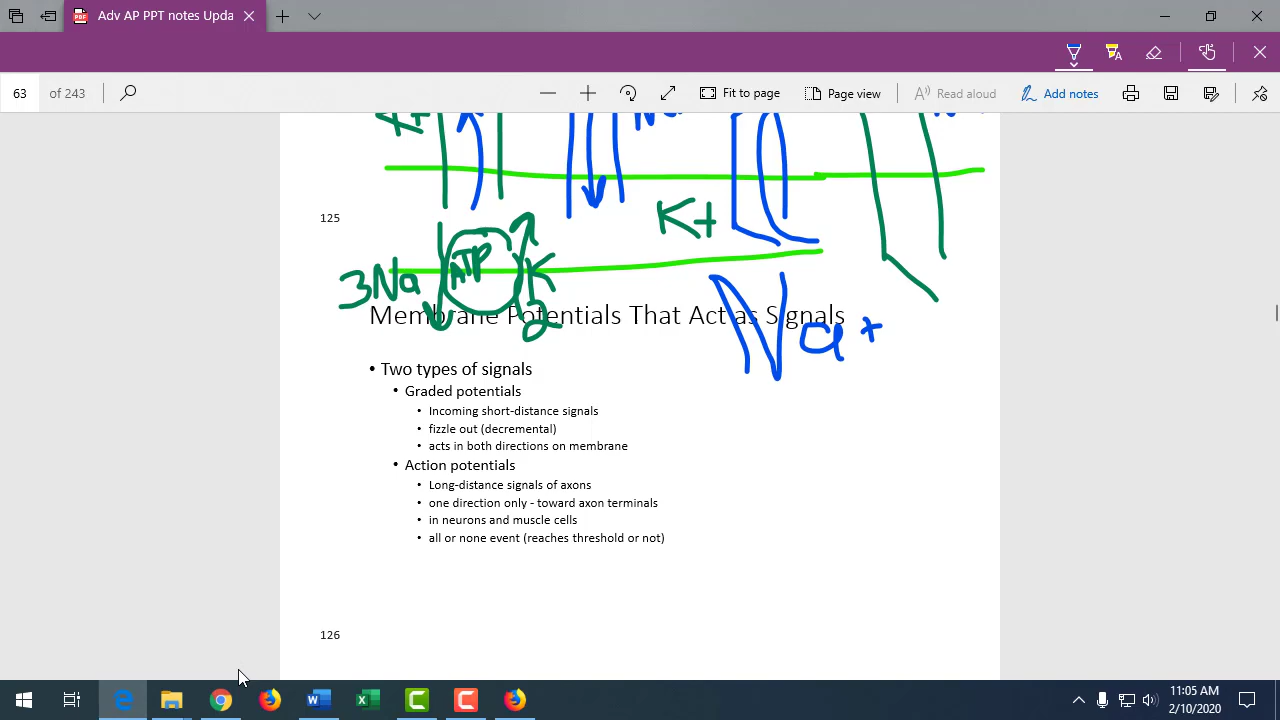 Adv AP PPT notes Upda
63 of 243 Fit to page Page view Read aloud Add notes
K+
125
K+
3Na ATP K
2
Na+
Membrane Potentials That Act as Signals
• Two types of signals
• Graded potentials
• Incoming short-distance signals
• fizzle out (decremental)
• acts in both directions on membrane
• Action potentials
• Long-distance signals of axons
• one direction only - toward axon terminals
• in neurons and muscle cells
• all or none event (reaches threshold or not)
126
11:05 AM
2/10/2020